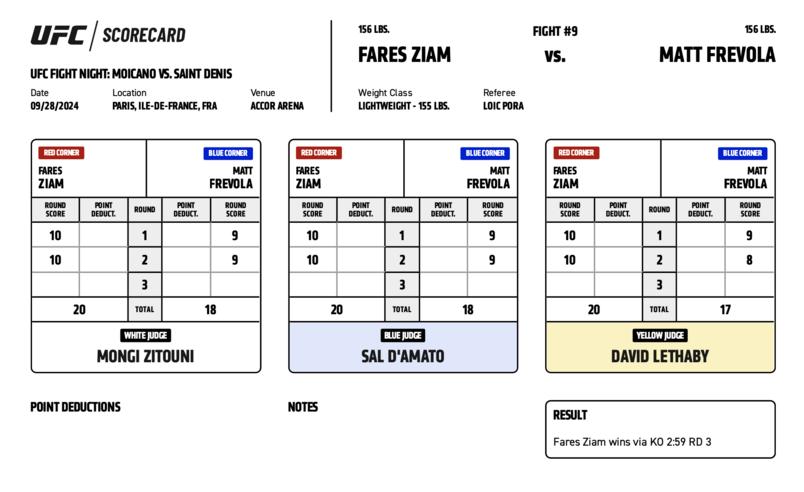 UFC / SCORECARD
UFC FIGHT NIGHT: MOICANO VS. SAINT DENIS
Date Location Venue
09/28/2024 PARIS, ILE-DE-FRANCE, FRA ACCOR ARENA
156 LBS. FIGHT #9 156 LBS.
FARES ZIAM vs. MATT FREVOLA
Weight Class Referee
LIGHTWEIGHT - 155 LBS. LOIC PORA
RED CORNER BLUE CORNER
FARES MATT
ZIAM FREVOLA
ROUND SCORE POINT DEDUCT. ROUND POINT DEDUCT. ROUND SCORE
10 1 9
10 2 9
3
20 TOTAL 18
WHITE JUDGE
MONGI ZITOUNI
RED CORNER BLUE CORNER
FARES MATT
ZIAM FREVOLA
ROUND SCORE POINT DEDUCT. ROUND POINT DEDUCT. ROUND SCORE
10 1 9
10 2 9
3
20 TOTAL 18
BLUE JUDGE
SAL D'AMATO
RED CORNER BLUE CORNER
FARES MATT
ZIAM FREVOLA
ROUND SCORE POINT DEDUCT. ROUND POINT DEDUCT. ROUND SCORE
10 1 9
10 2 8
3
20 TOTAL 17
YELLOW JUDGE
DAVID LETHABY
POINT DEDUCTIONS
NOTES
RESULT
Fares Ziam wins via KO 2:59 RD 3